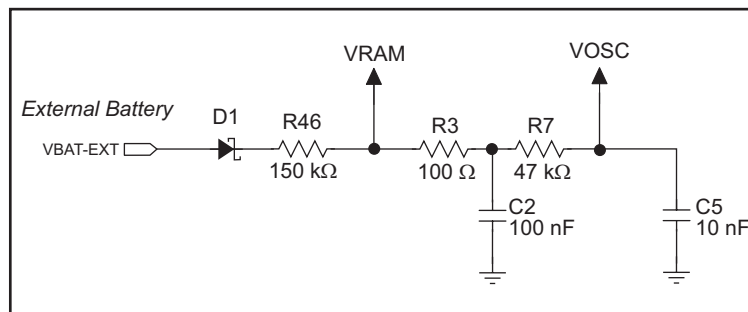 VRAM
VOSC
External Battery
D1
R46
R3
R7
VBAT-EXT
150 kΩ
100 Ω
47 kΩ
C2
100 nF
C5
10 nF